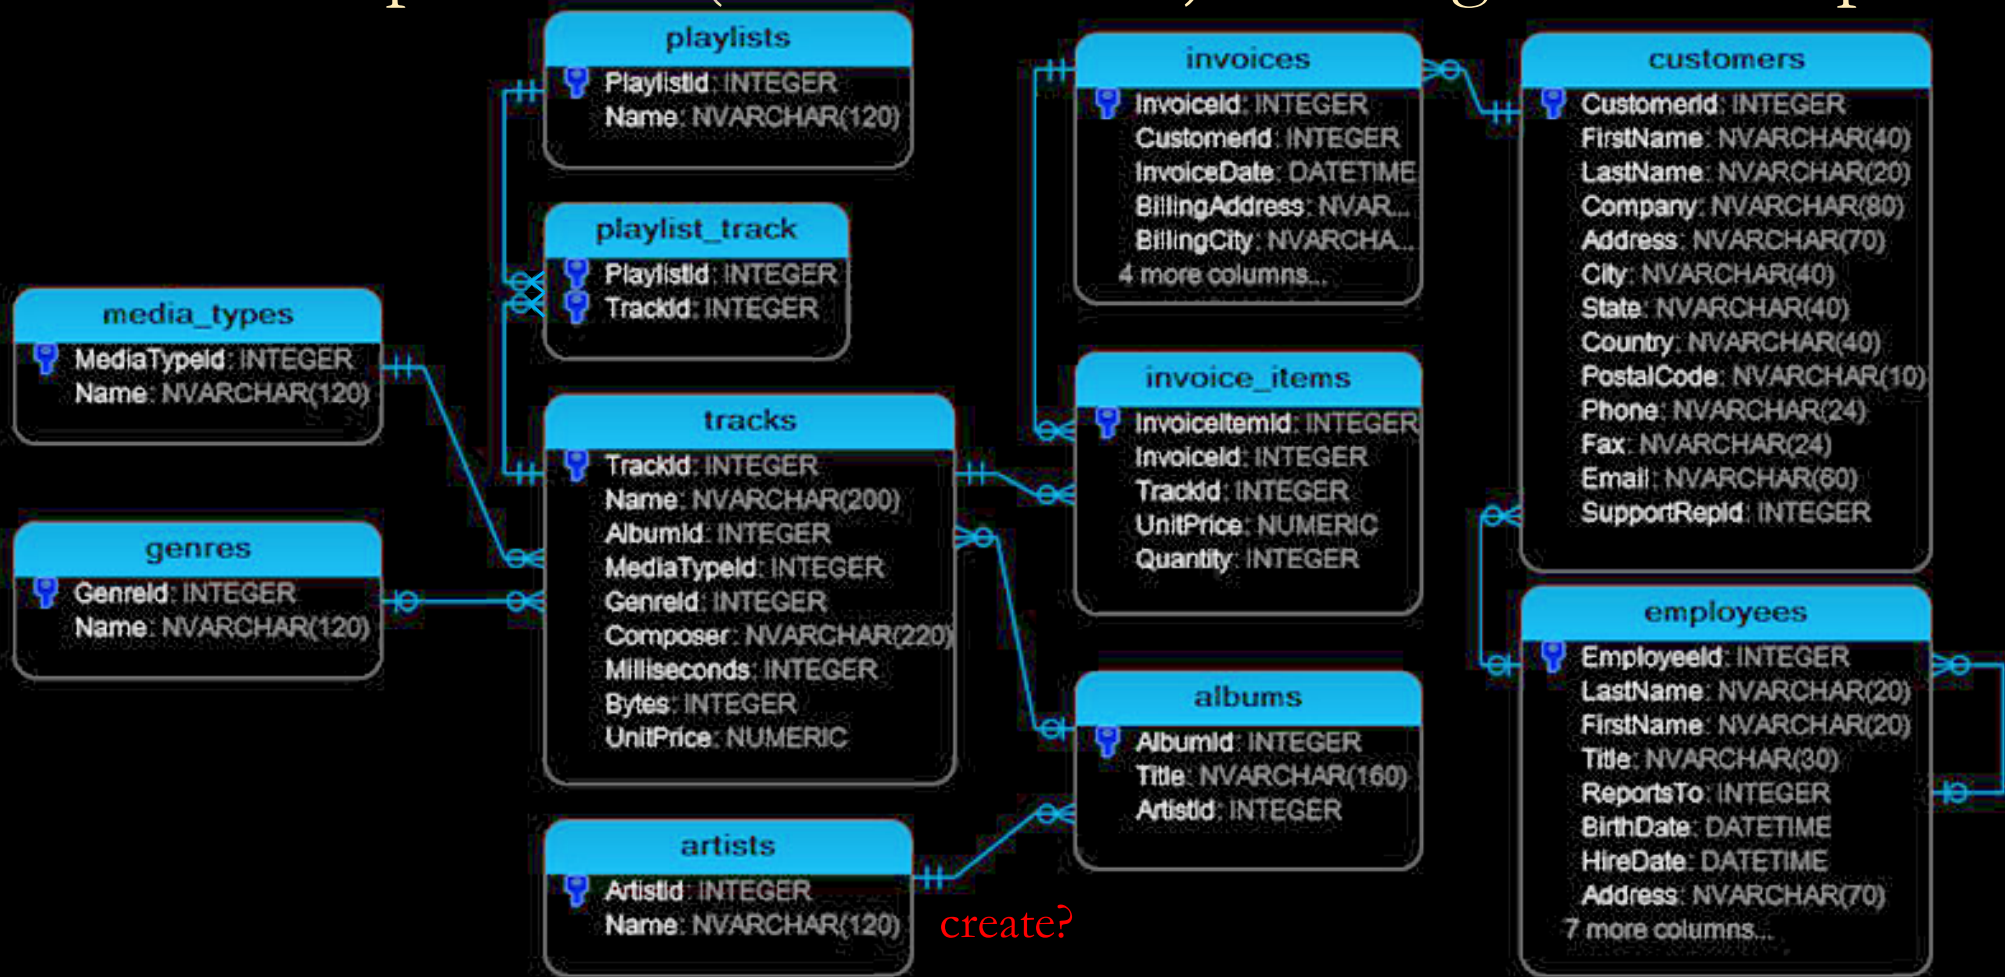 playlists
PlaylistId: INTEGER
Name: NVARCHAR(120)
playlist_track
PlaylistId: INTEGER
TrackId: INTEGER
media_types
MediaTypeId: INTEGER
Name: NVARCHAR(120)
genres
GenreId: INTEGER
Name: NVARCHAR(120)
tracks
TrackId: INTEGER
Name: NVARCHAR(200)
AlbumId: INTEGER
MediaTypeId: INTEGER
GenreId: INTEGER
Composer: NVARCHAR(220)
Milliseconds: INTEGER
Bytes: INTEGER
UnitPrice: NUMERIC
artists
ArtistId: INTEGER
Name: NVARCHAR(120)
create?
invoices
InvoiceId: INTEGER
CustomerId: INTEGER
InvoiceDate: DATETIME
BillingAddress: NVAR...
BillingCity: NVARCHA...
4 more columns...
invoice_items
InvoiceItemId: INTEGER
InvoiceId: INTEGER
TrackId: INTEGER
UnitPrice: NUMERIC
Quantity: INTEGER
albums
AlbumId: INTEGER
Title: NVARCHAR(160)
ArtistId: INTEGER
customers
CustomerId: INTEGER
FirstName: NVARCHAR(40)
LastName: NVARCHAR(20)
Company: NVARCHAR(80)
Address: NVARCHAR(70)
City: NVARCHAR(40)
State: NVARCHAR(40)
Country: NVARCHAR(40)
PostalCode: NVARCHAR(10)
Phone: NVARCHAR(24)
Fax: NVARCHAR(24)
Email: NVARCHAR(60)
SupportRepId: INTEGER
employees
EmployeeId: INTEGER
LastName: NVARCHAR(20)
FirstName: NVARCHAR(20)
Title: NVARCHAR(30)
ReportsTo: INTEGER
BirthDate: DATETIME
HireDate: DATETIME
Address: NVARCHAR(70)
7 more columns...